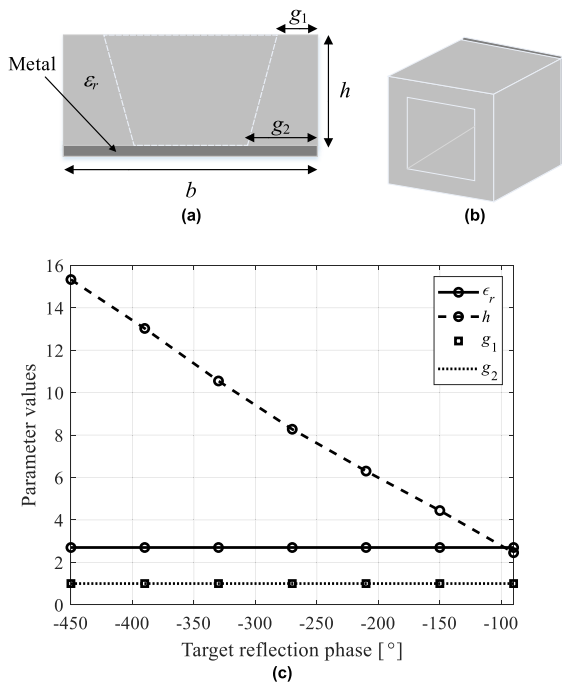 g1
Metal
εr
h
g2
b
(a)
(b)
16
14
12
10
8
6
4
2
0
Parameter values
ϵr
h
g1
g2
-450
-400
-350
-300
-250
-200
-150
-100
Target reflection phase [°]
(c)